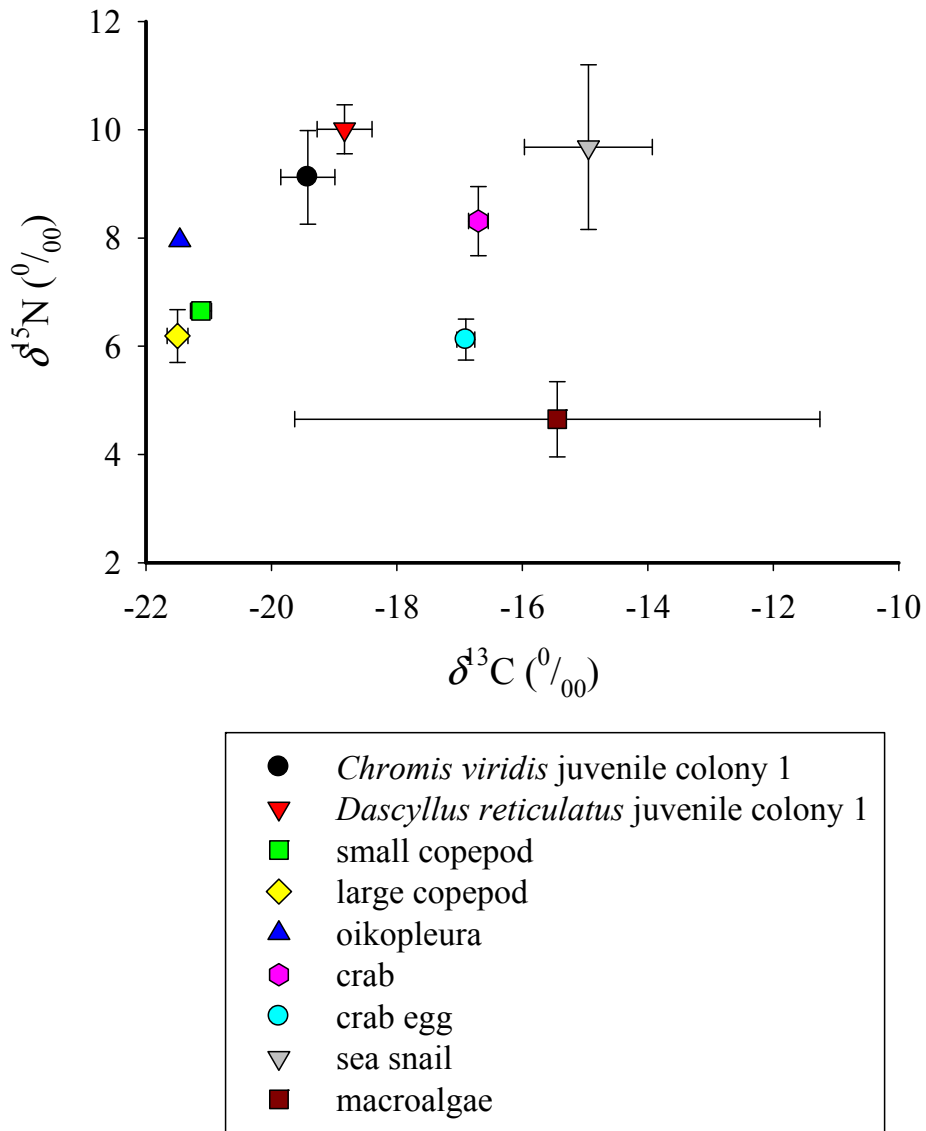 12
10
8
6
4
2
δ15N (0/00)
-22 -20 -18 -16 -14 -12 -10
δ13C (0/00)
Chromis viridis juvenile colony 1
Dascyllus reticulatus juvenile colony 1
small copepod
large copepod
oikopleura
crab
crab egg
sea snail
macroalgae